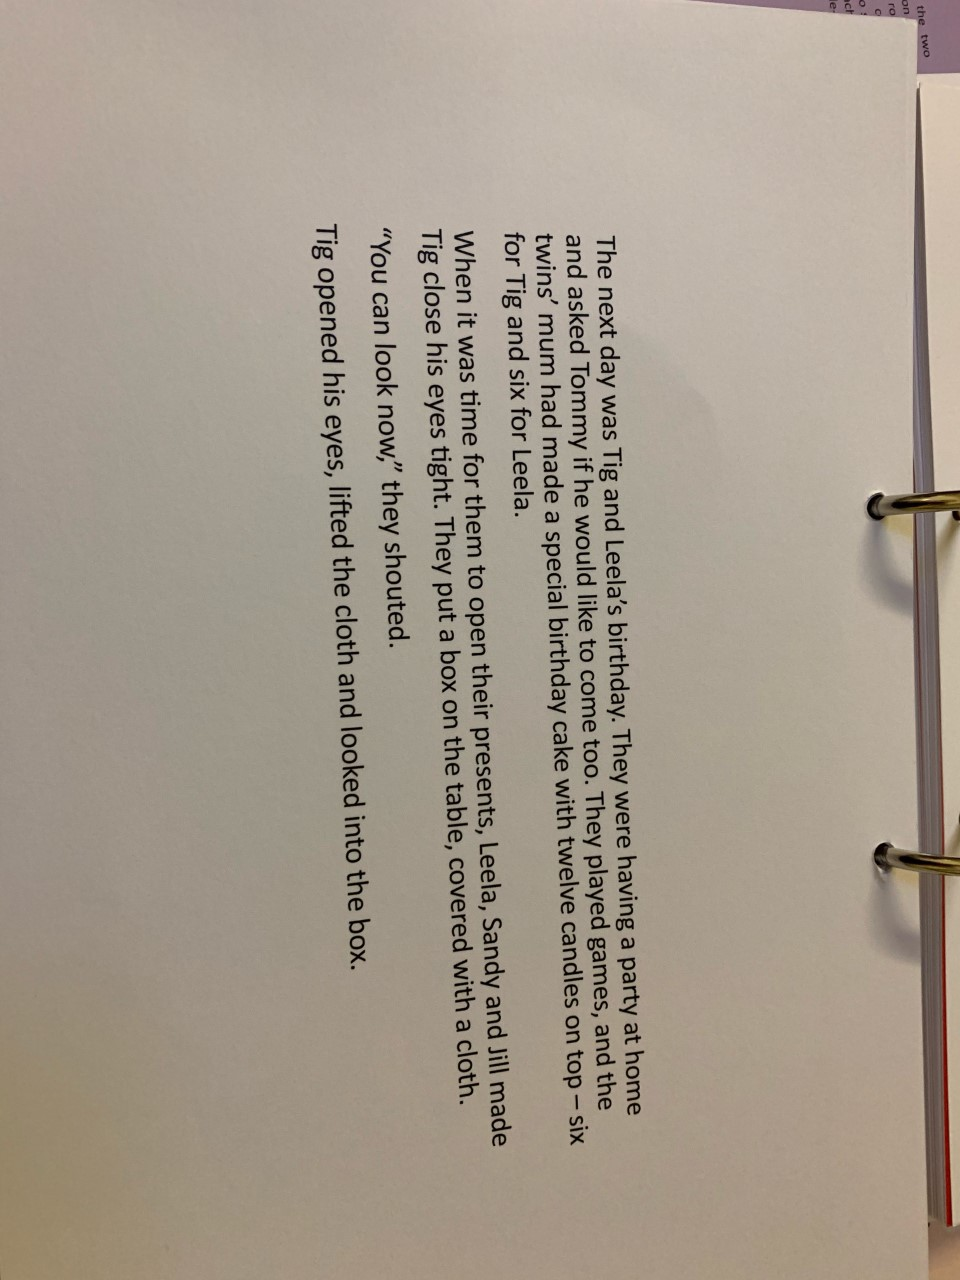 The next day was Tig and Leela's birthday. They were having a party at home
and asked Tommy if he would like to come too. They played games, and the
twins' mum had made a special birthday cake with twelve candles on top – six
for Tig and six for Leela.
When it was time for them to open their presents, Leela, Sandy and Jill made
Tig close his eyes tight. They put a box on the table, covered with a cloth.
“You can look now,” they shouted.
Tig opened his eyes, lifted the cloth and looked into the box.
the two
on